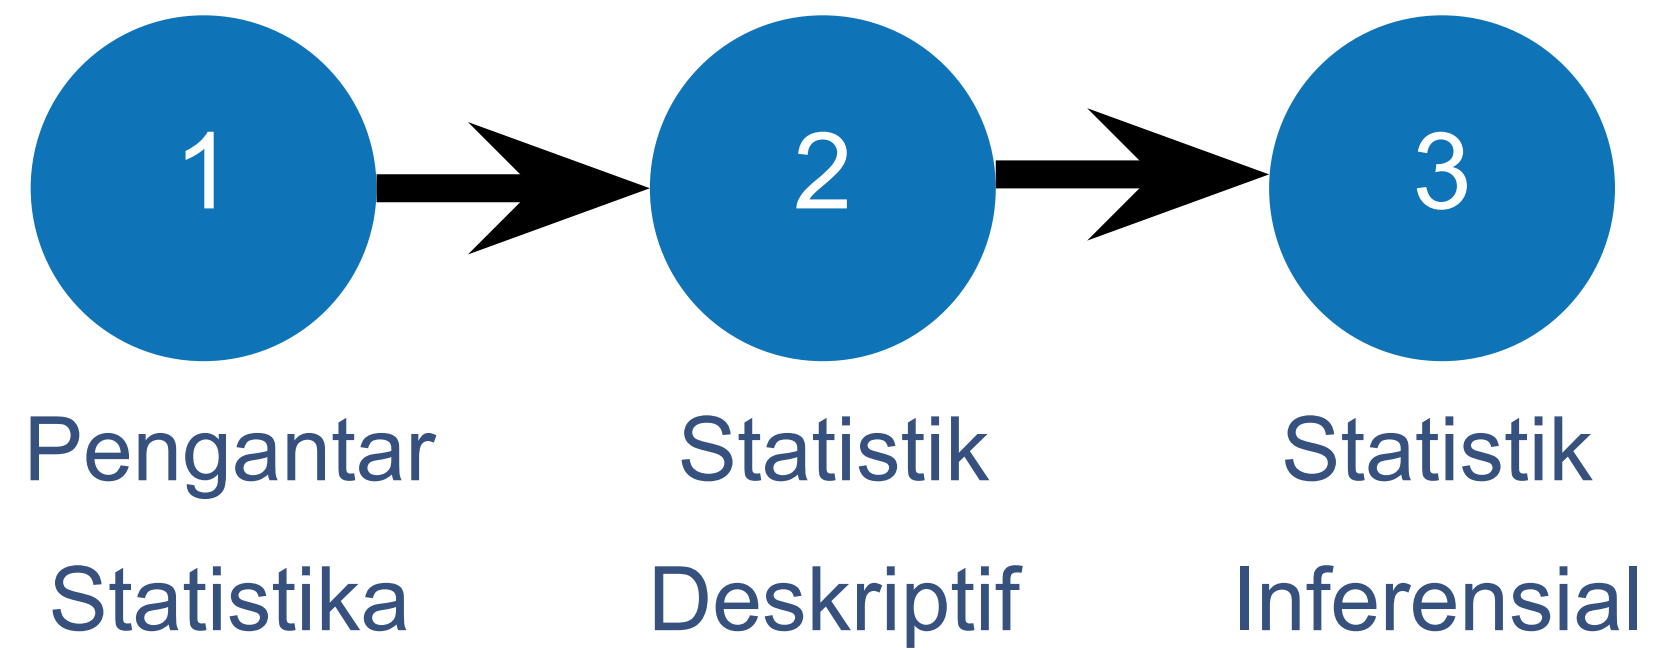 1
2
3
Pengantar
Statistika
Statistik
Deskriptif
Statistik
Inferensial